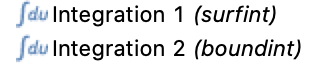 ∫du Integration 1 (surfint)
∫du Integration 2 (boundint)